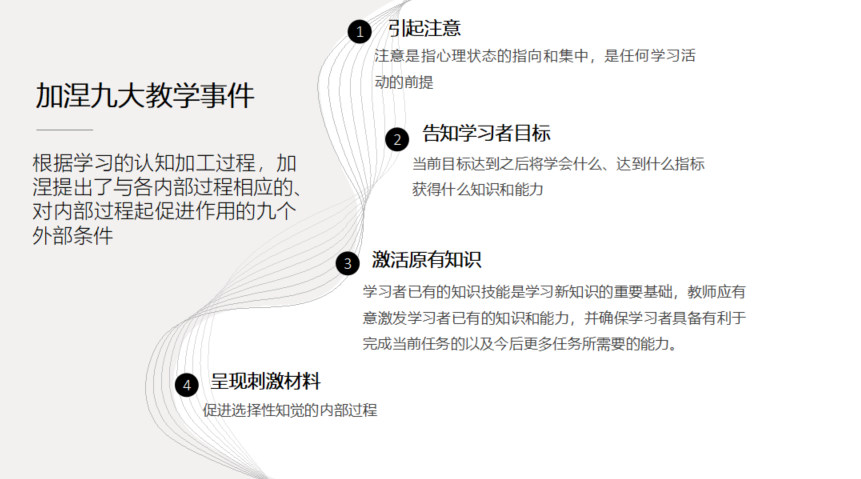 加涅九大教学事件
根据学习的认知加工过程，加
涅提出了与各内部过程相应的、
对内部过程起促进作用的九个
外部条件
1 引起注意
注意是指心理状态的指向和集中，是任何学习活
动的前提
2 告知学习者目标
当前目标达到之后将学会什么、达到什么指标
获得什么知识和能力
3 激活原有知识
学习者已有的知识技能是学习新知识的重要基础，教师应有
意激发学习者已有的知识和能力，并确保学习者具备有利于
完成当前任务的以及今后更多任务所需要的能力。
4 呈现刺激材料
促进选择性知觉的内部过程